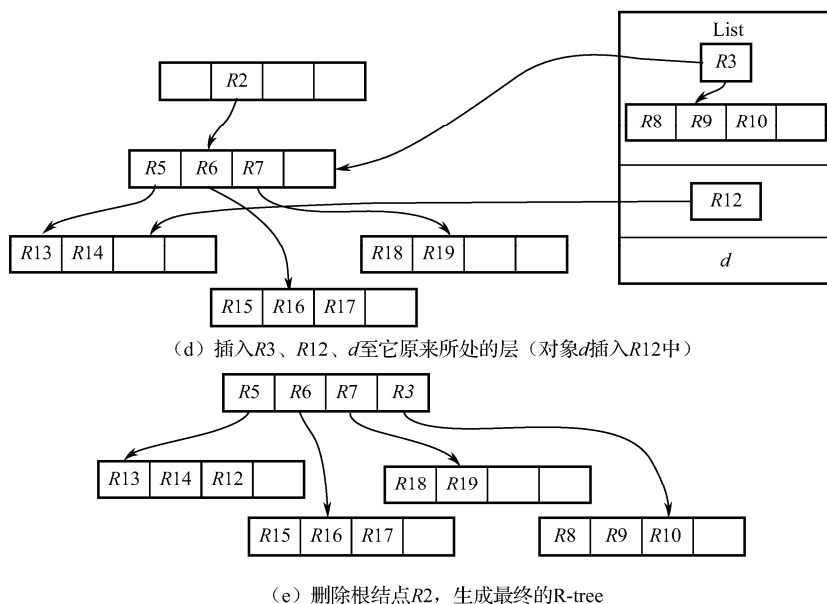 List
R3
R2
R8 R9 R10
R5 R6 R7
R12
R13 R14
R18 R19
d
R15 R16 R17
（d）插入R3、R12、d至它原来所处的层（对象d插入R12中）
R5 R6 R7 R3
R13 R14 R12
R18 R19
R15 R16 R17
R8 R9 R10
（e）删除根结点R2，生成最终的R-tree